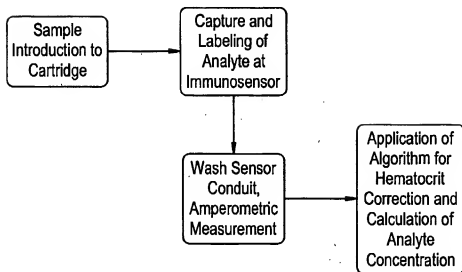 Sample
Introduction to
Cartridge
Capture and
Labeling of
Analyte at
Immunosensor
Wash Sensor
Conduit,
Amperometric
Measurement
Application of
Algorithm for
Hematocrit
Correction and
Calculation of
Analyte
Concentration